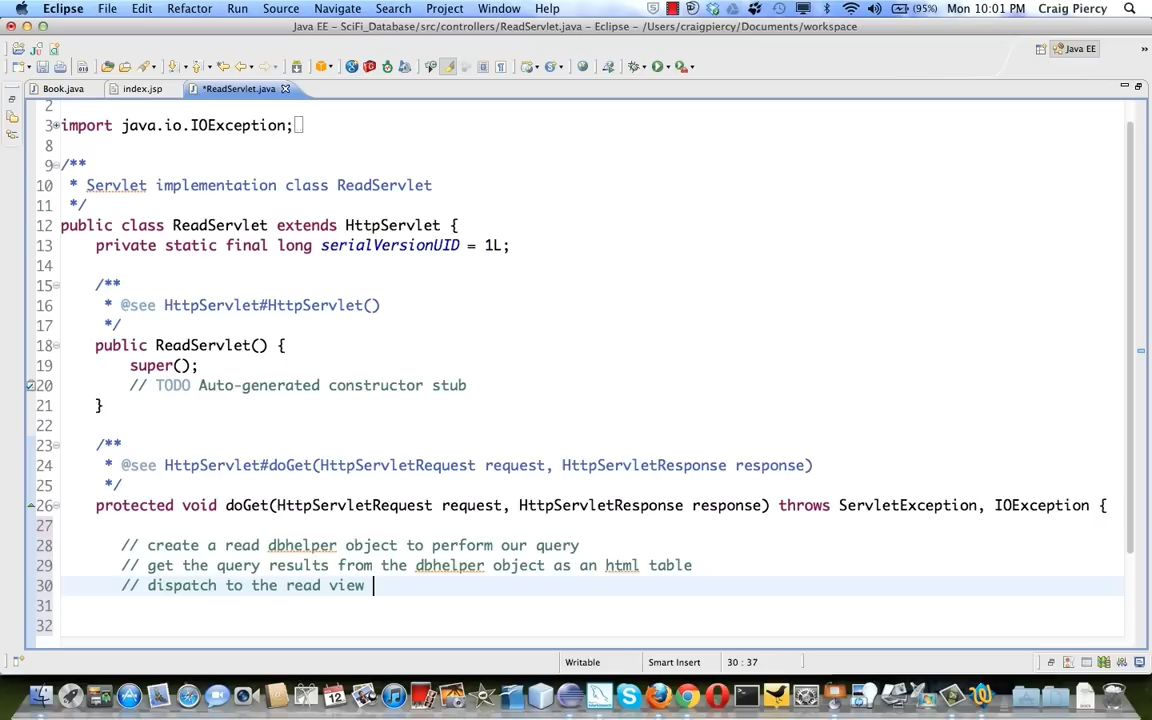 Eclipse File Edit Refactor Navigate Search Project Run Source Window Help (95%) Mon 10:01 PM Craig Piercy
Java EE - SciFi_Database/src/controllers/ReadServlet.java - Eclipse - /Users/craigpiercy/Documents/workspace
Java EE
Book.java index.jsp *ReadServlet.java
2
3 import java.io.IOException;
8
9 /**
10 * Servlet implementation class ReadServlet
11 */
12 public class ReadServlet extends HttpServlet {
13 private static final long serialVersionUID = 1L;
14
15 /**
16 * @see HttpServlet#HttpServlet()
17 */
18 public ReadServlet() {
19 super();
20 // TODO Auto-generated constructor stub
21 }
22
23 /**
24 * @see HttpServlet#doGet(HttpServletRequest request, HttpServletResponse response)
25 */
26 protected void doGet(HttpServletRequest request, HttpServletResponse response) throws ServletException, IOException {
27
28 // create a read dbhelper object to perform our query
29 // get the query results from the dbhelper object as an html table
30 // dispatch to the read view
31
32
Writable Smart Insert 30 : 37